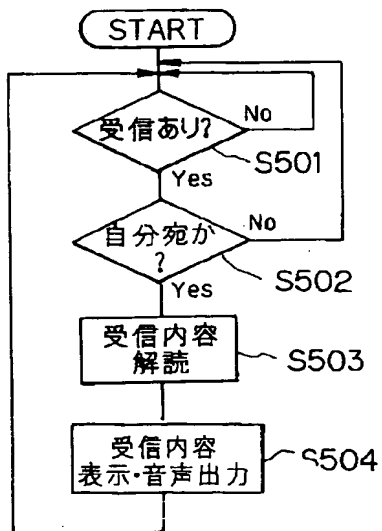 START
受信あり?
No
S501
Yes
自分宛か
?
No
S502
Yes
受信内容
解読
S503
受信内容
表示・音声出力
S504